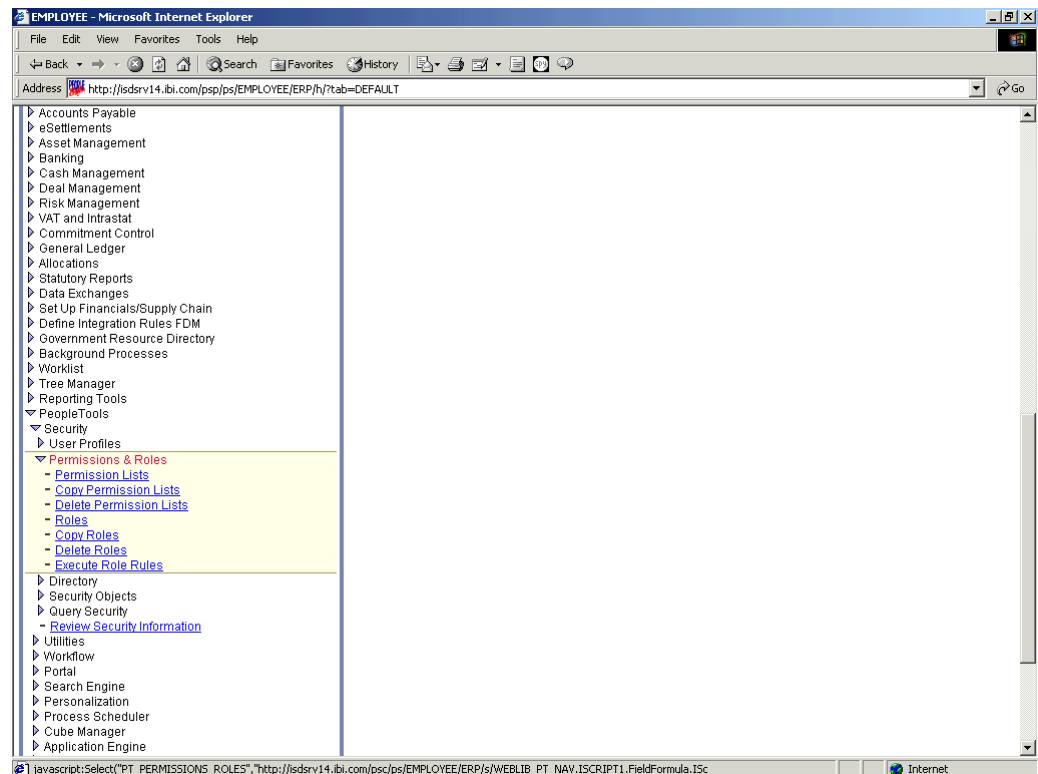 EMPLOYEE - Microsoft Internet Explorer
File Edit View Favorites Tools Help
Back Search Favorites History
Address http://isdsrv14.ibi.com/psp/ps/EMPLOYEE/ERP/h/?tab=DEFAULT Go
Accounts Payable
eSettlements
Asset Management
Banking
Cash Management
Deal Management
Risk Management
VAT and Intrastat
Commitment Control
General Ledger
Allocations
Statutory Reports
Data Exchanges
Set Up Financials/Supply Chain
Define Integration Rules FDM
Government Resource Directory
Background Processes
Worklist
Tree Manager
Reporting Tools
PeopleTools
Security
User Profiles
Permissions & Roles
- Permission Lists
- Copy Permission Lists
- Delete Permission Lists
- Roles
- Copy Roles
- Delete Roles
- Execute Role Rules
Directory
Security Objects
Query Security
- Review Security Information
Utilities
Workflow
Portal
Search Engine
Personalization
Process Scheduler
Cube Manager
Application Engine
javascript:Select("PT_PERMISSIONS_ROLES","http://isdsrv14.ibi.com/psc/ps/EMPLOYEE/ERP/s/WEBLIB_PT_NAV.ISCRIPT1.FieldFormula.ISc Internet